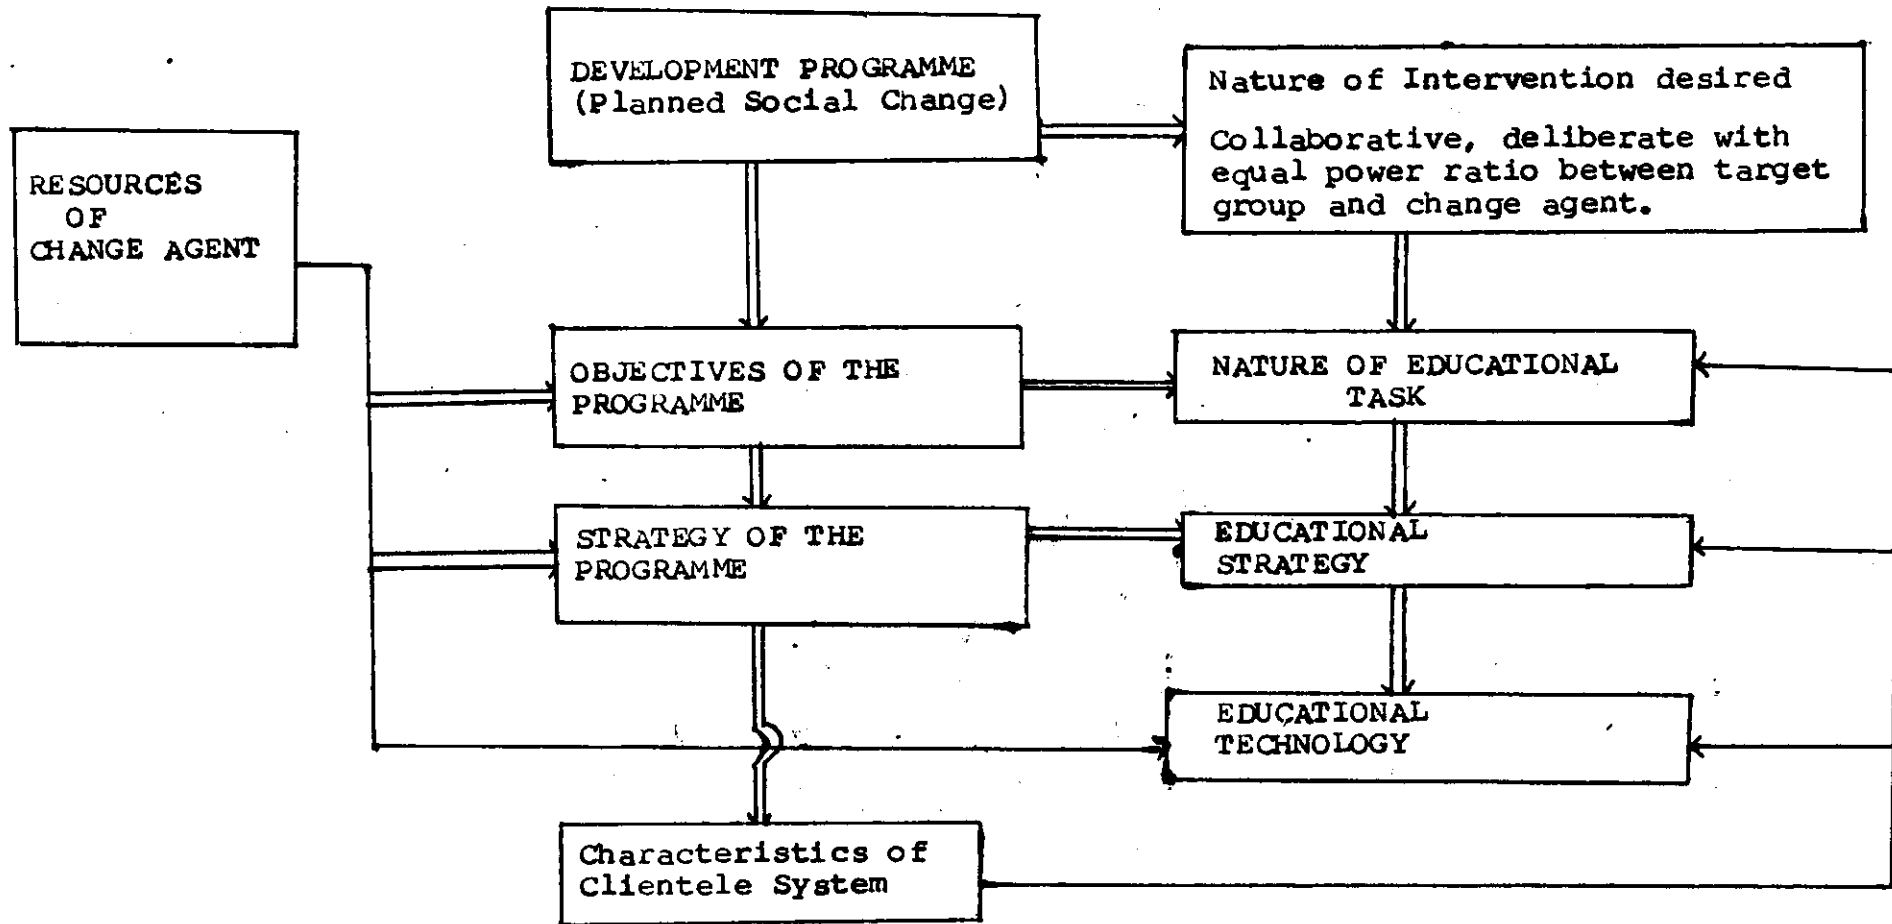 DEVELOPMENT PROGRAMME
(Planned Social Change)
Nature of Intervention desired
Collaborative, deliberate with
equal power ratio between target
group and change agent.
RESOURCES
OF
CHANGE AGENT
OBJECTIVES OF THE
PROGRAMME
NATURE OF EDUCATIONAL
TASK
STRATEGY OF THE
PROGRAMME
EDUCATIONAL
STRATEGY
EDUCATIONAL
TECHNOLOGY
Characteristics of
Clientele System